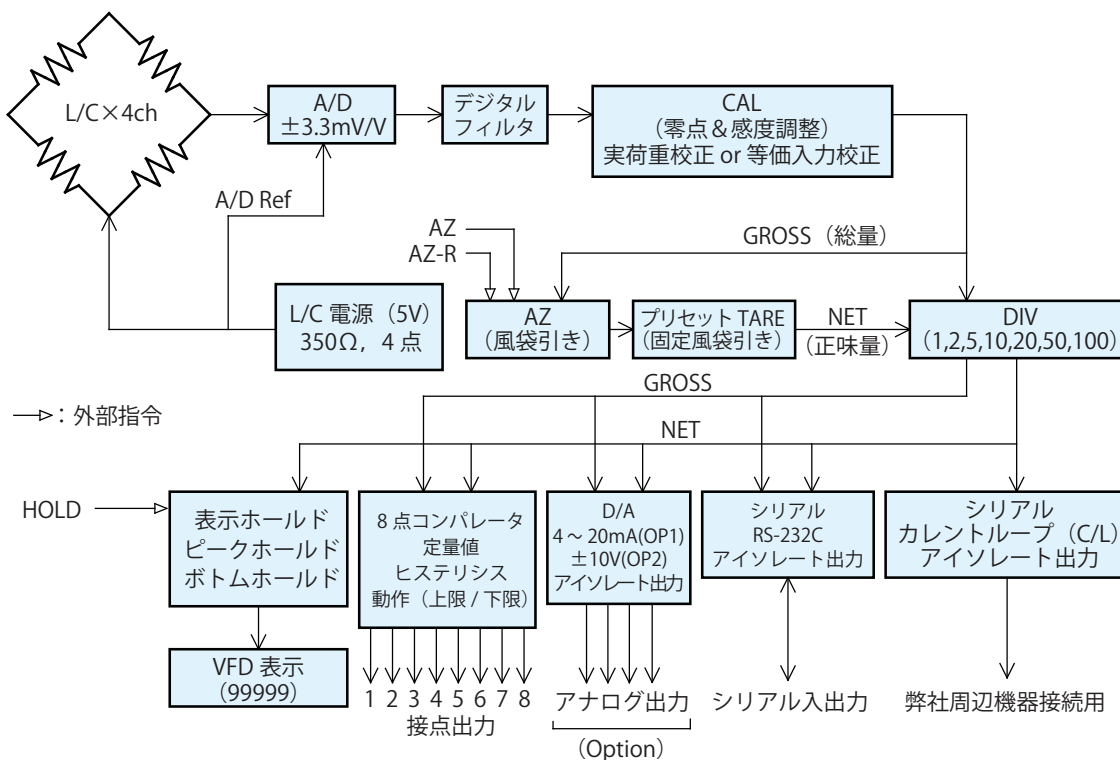 L/C×4ch
A/D
±3.3mV/V
デジタル
フィルタ
CAL
(零点&感度調整)
実荷重校正 or 等価入力校正
A/D Ref
AZ
AZ-R
GROSS(総量)
L/C 電源(5V)
350Ω, 4 点
AZ
(風袋引き)
プリセット TARE
(固定風袋引き)
NET
(正味量)
DIV
(1,2,5,10,20,50,100)
GROSS
:外部指令
NET
HOLD
表示ホールド
ピークホールド
ボトムホールド
8 点コンパレータ
定量値
ヒステリシス
動作(上限 / 下限)
D/A
4~20mA(OP1)
±10V(OP2)
アイソレート出力
シリアル
RS-232C
アイソレート出力
シリアル
カレントループ(C/L)
アイソレート出力
VFD 表示
(99999)
1 2 3 4 5 6 7 8
接点出力
アナログ出力
(Option)
シリアル入出力
弊社周辺機器接続用